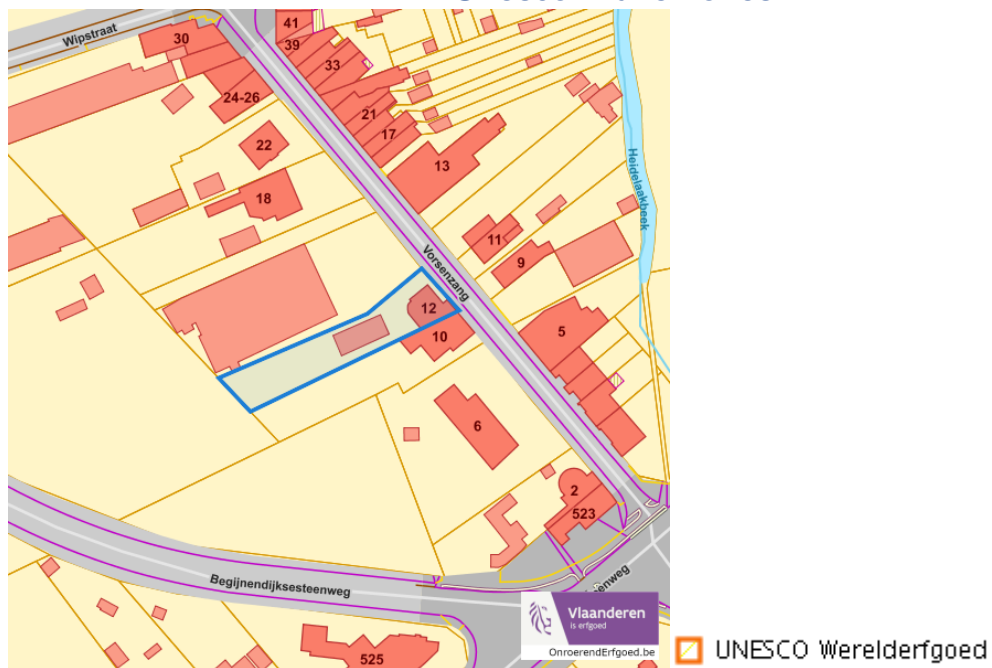 Wipstraat
30
41
39
33
24-26
21
17
22
13
18
Heidelaakbeek
11
Vorsenzang
9
12
10
5
6
2
523
Begijnendijksesteenweg
525
Vlaanderen
is erfgoed
OnroerendErfgoed.be
UNESCO Werelderfgoed